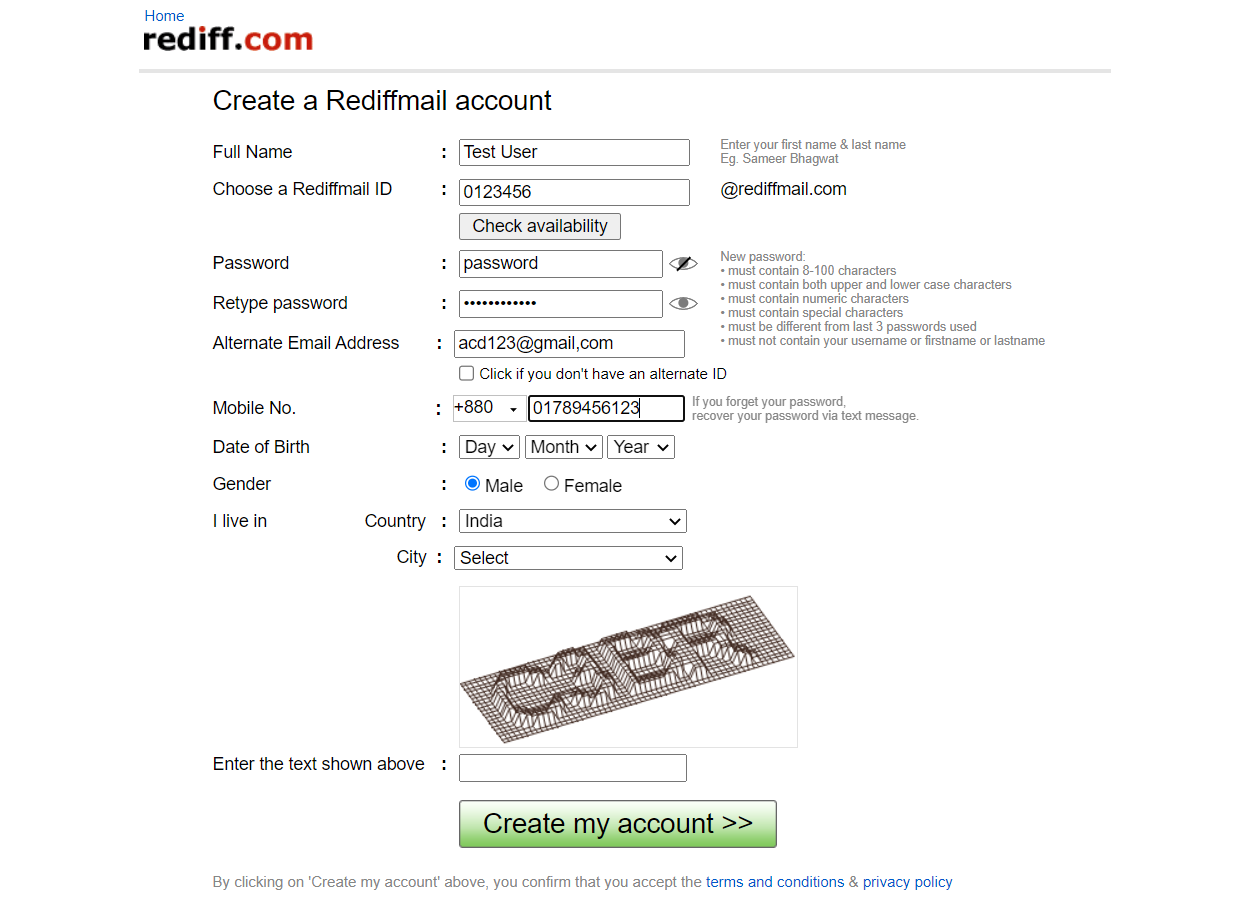 Home
rediff.com
Create a Rediffmail account
Full Name : Test User Enter your first name & last name
Eg. Sameer Bhagwat
Choose a Rediffmail ID : 0123456 @rediffmail.com
Check availability
Password : password
Retype password : ••••••••••••
New password:
• must contain 8-100 characters
• must contain both upper and lower case characters
• must contain numeric characters
• must contain special characters
• must be different from last 3 passwords used
• must not contain your username or firstname or lastname
Alternate Email Address : acd123@gmail,com
Click if you don't have an alternate ID
Mobile No. : +880 01789456123 If you forget your password,
recover your password via text message.
Date of Birth : Day Month Year
Gender : Male Female
I live in Country : India
City : Select
Enter the text shown above :
Create my account >>
By clicking on 'Create my account' above, you confirm that you accept the terms and conditions & privacy policy